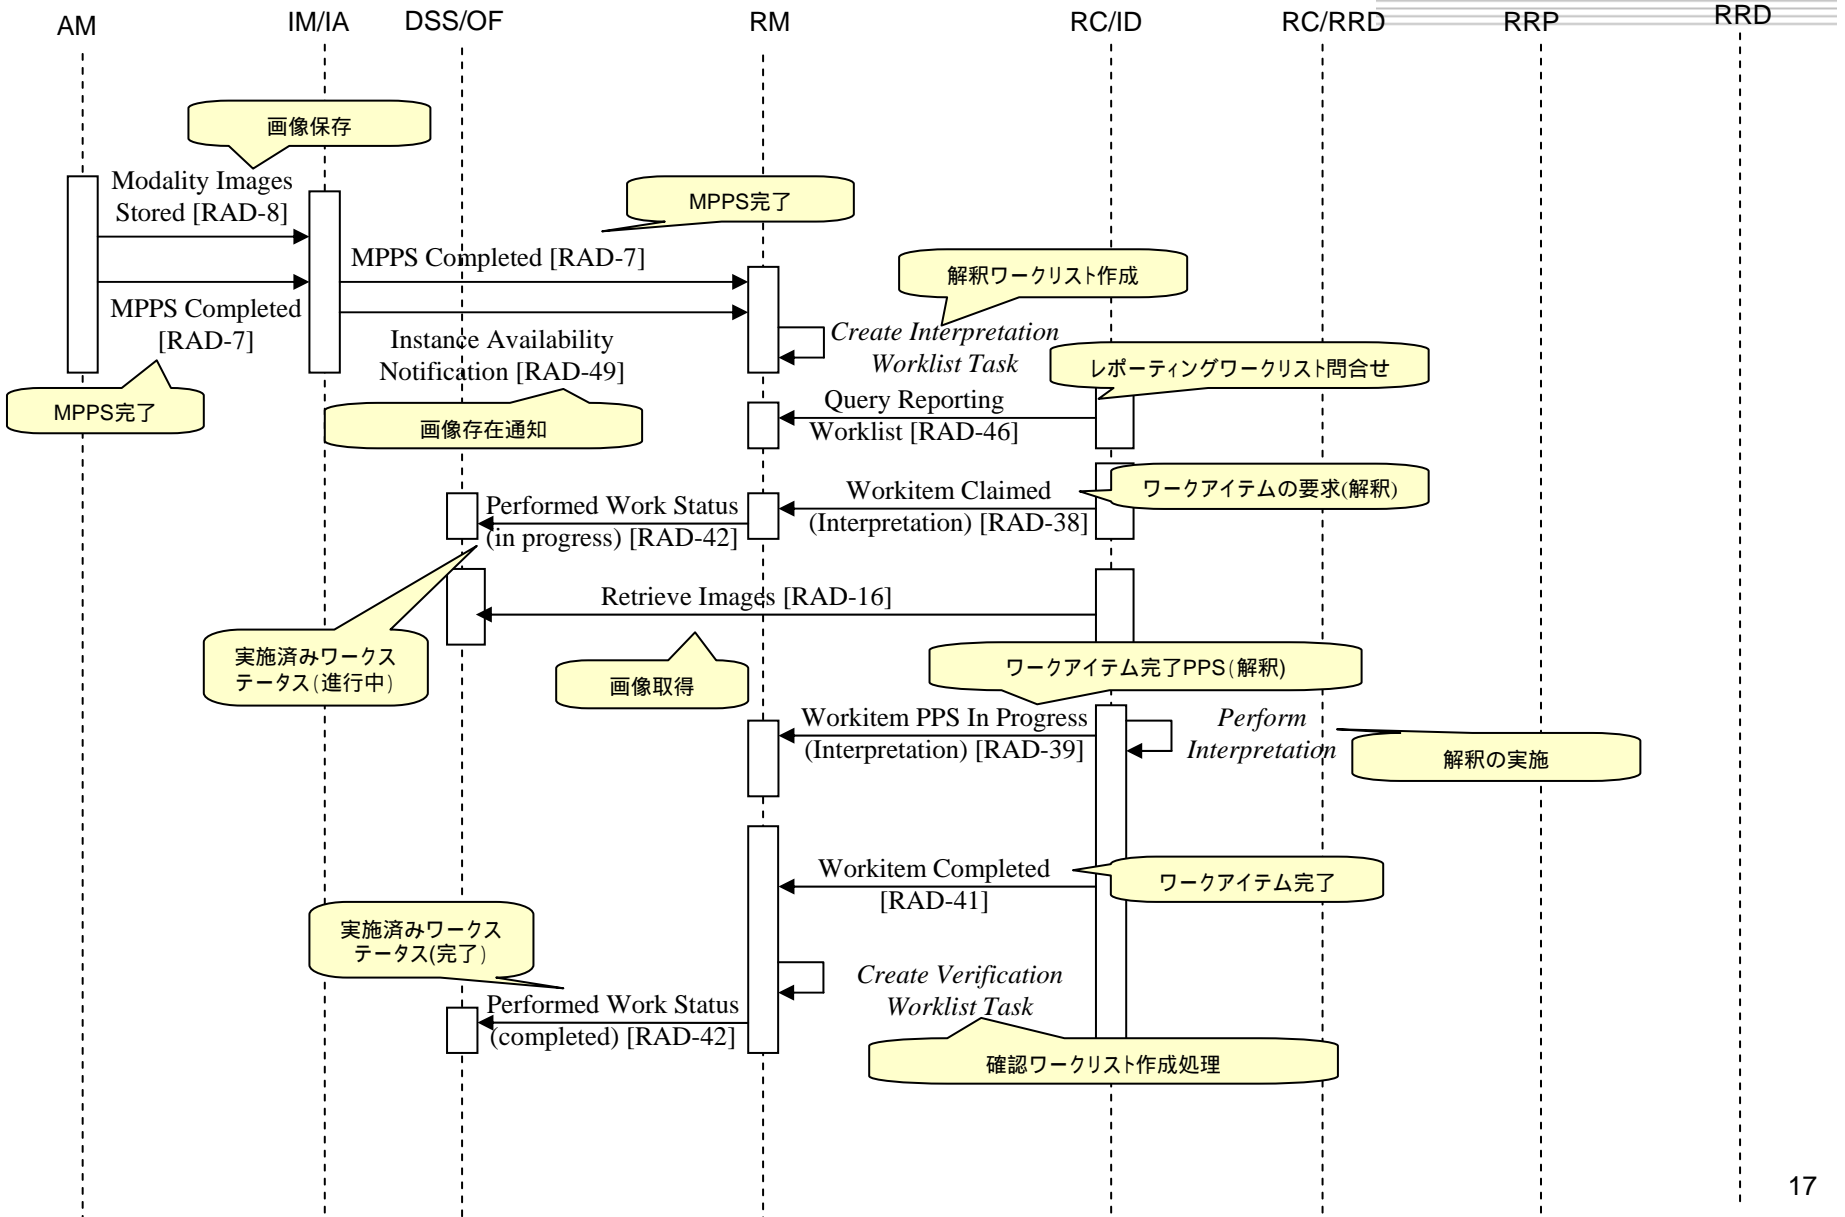 AM
IM/IA
DSS/OF
RM
RC/ID
RC/RRD
RRP
RRD
画像保存
Modality Images
Stored [RAD-8]
MPPS完了
MPPS Completed [RAD-7]
解釈ワークリスト作成
MPPS Completed
[RAD-7]
Instance Availability
Notification [RAD-49]
Create Interpretation
Worklist Task
レポーティングワークリスト問合せ
MPPS完了
画像存在通知
Query Reporting
Worklist [RAD-46]
Performed Work Status
(in progress) [RAD-42]
Workitem Claimed
(Interpretation) [RAD-38]
ワークアイテムの要求(解釈)
Retrieve Images [RAD-16]
実施済みワークス
テータス(進行中)
画像取得
ワークアイテム完了PPS(解釈)
Workitem PPS In Progress
(Interpretation) [RAD-39]
Perform
Interpretation
解釈の実施
Workitem Completed
[RAD-41]
ワークアイテム完了
実施済みワークス
テータス(完了)
Create Verification
Worklist Task
Performed Work Status
(completed) [RAD-42]
確認ワークリスト作成処理
17